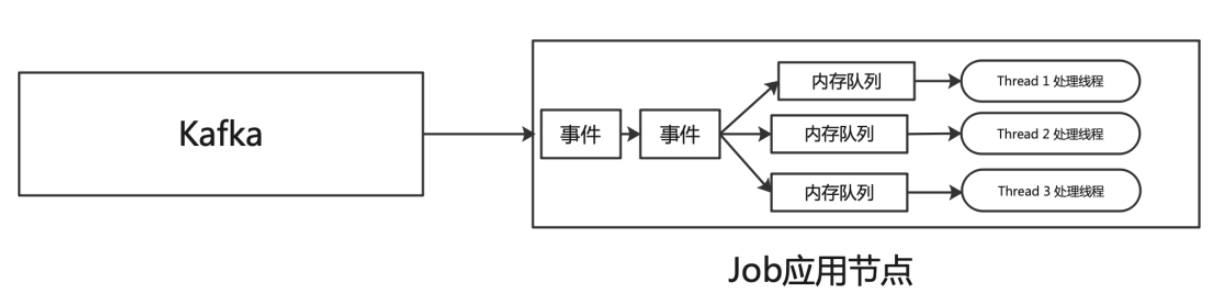 Kafka
事件
事件
内存队列
Thread 1 处理线程
内存队列
Thread 2 处理线程
内存队列
Thread 3 处理线程
Job应用节点